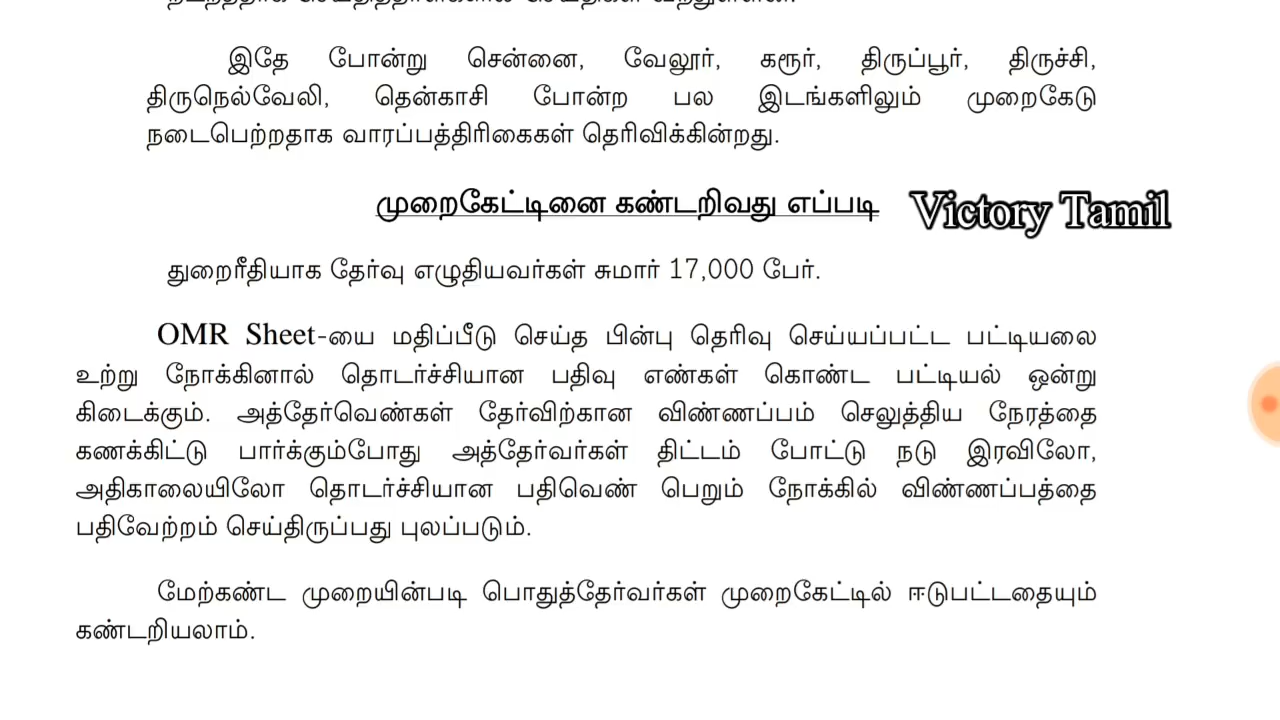 இதே போன்று சென்னை, வேலூர், கரூர், திருப்பூர், திருச்சி,
திருநெல்வேலி, தென்காசி போன்ற பல இடங்களிலும் முறைகேடு
நடைபெற்றதாக வாரப்பத்திரிகைகள் தெரிவிக்கின்றது.
முறைகேட்டினை கண்டறிவது எப்படி
Victory Tamil
துறைரீதியாக தேர்வு எழுதியவர்கள் சுமார் 17,000 பேர்.
OMR Sheet-யை மதிப்பீடு செய்த பின்பு தெரிவு செய்யப்பட்ட பட்டியலை
உற்று நோக்கினால் தொடர்ச்சியான பதிவு எண்கள் கொண்ட பட்டியல் ஒன்று
கிடைக்கும். அத்தேர்வெண்கள் தேர்விற்கான விண்ணப்பம் செலுத்திய நேரத்தை
கணக்கிட்டு பார்க்கும்போது அத்தேர்வர்கள் திட்டம் போட்டு நடு இரவிலோ,
அதிகாலையிலோ தொடர்ச்சியான பதிவெண் பெறும் நோக்கில் விண்ணப்பத்தை
பதிவேற்றம் செய்திருப்பது புலப்படும்.
மேற்கண்ட முறையின்படி பொதுத்தேர்வர்கள் முறைகேட்டில் ஈடுபட்டதையும்
கண்டறியலாம்.